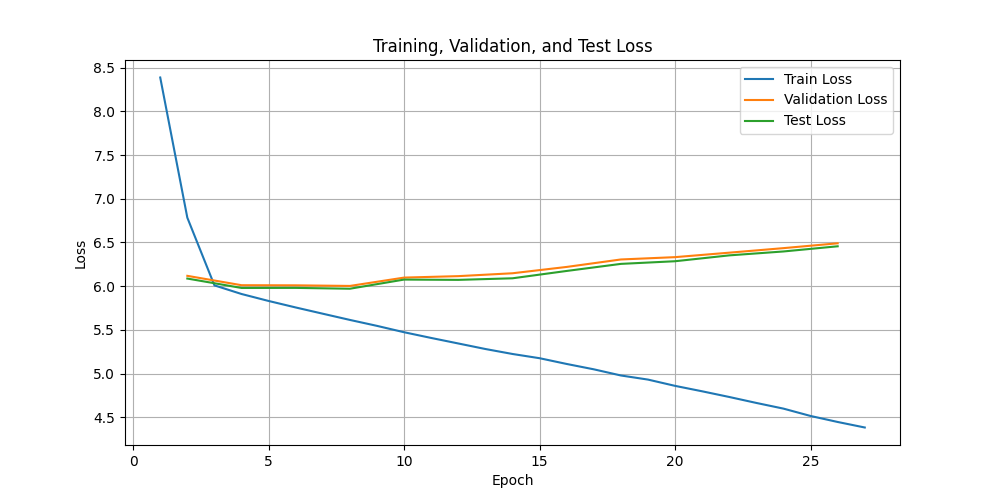 Training, Validation, and Test Loss
8.5
8.0
7.5
7.0
6.5
6.0
5.5
5.0
4.5
Loss
Train Loss
Validation Loss
Test Loss
0 5 10 15 20 25
Epoch